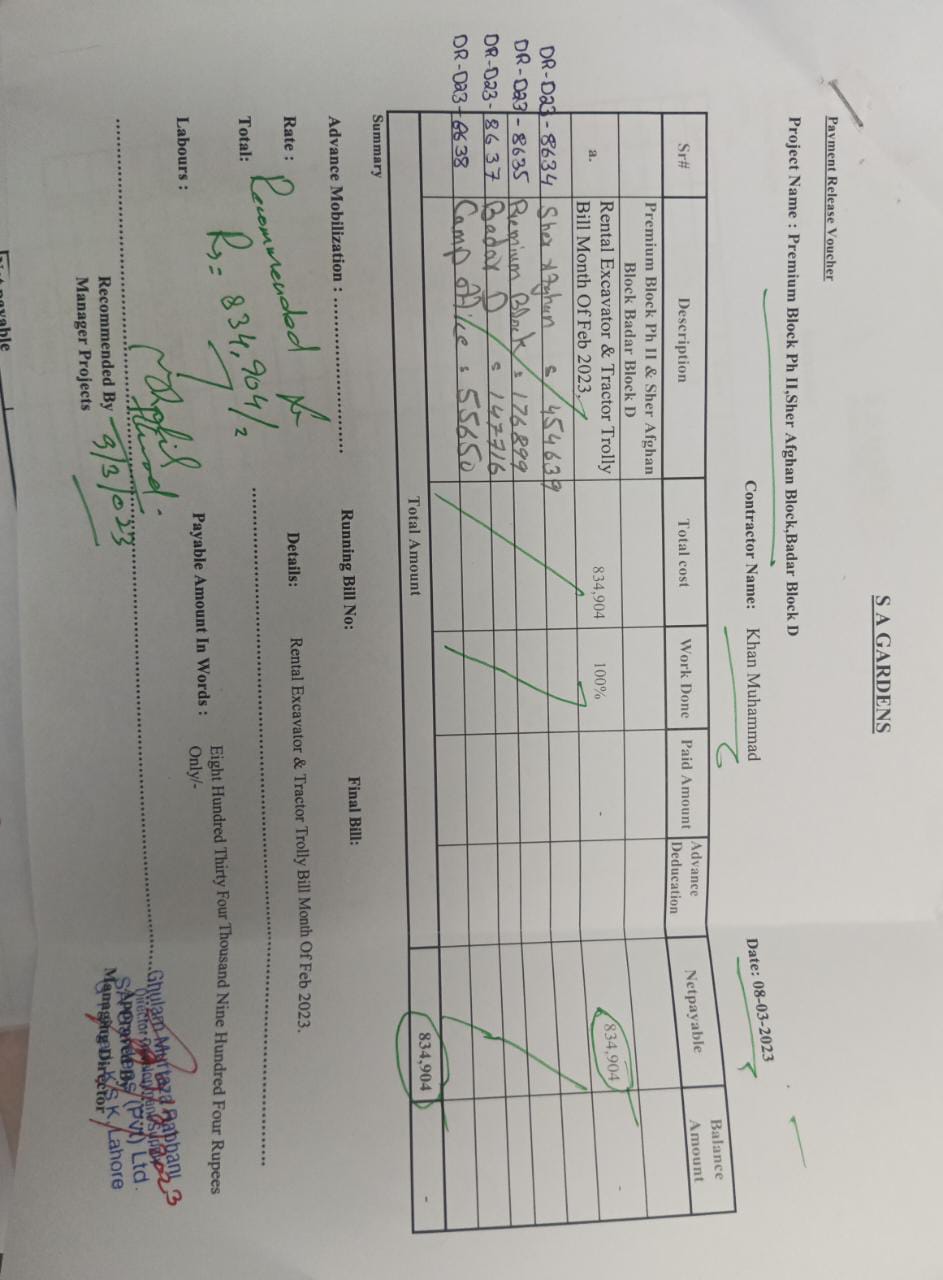 S A GARDENS
Payment Release Voucher
Project Name : Premium Block Ph II,Sher Afghan Block,Badar Block D
Contractor Name: Khan Muhammad
Date: 08-03-2023
Sr# Description Total cost Work Done Paid Amount Advance Deducation Netpayable Balance Amount
Premium Block Ph II & Sher Afghan
Block Badar Block D
a. Rental Excavator & Tractor Trolly
Bill Month Of Feb 2023, 834,904 100% - 834,904 -
DR-D23-8634 Sher Afghan = 454639
DR-D23-8635 Premium Block = 176899
DR-D23-8637 Badar D = 147716
DR-D23-8638 Camp Office = 55650
Total Amount 834,904 -
Summary
Advance Mobilization : ................... Running Bill No: Final Bill:
Rate : Recommended Details: Rental Excavator & Tractor Trolly Bill Month Of Feb 2023.
Total: Rs = 834,904/=
Labours : Payable Amount In Words : Eight Hundred Thirty Four Thousand Nine Hundred Four Rupees
Only/-
Recommended By 9/3/023
Manager Projects
Ghulam Murtaza Rabbani
Approved By
S A Gardens (Pvt) Ltd.
Managing Director
K.S.K Lahore
Net payable